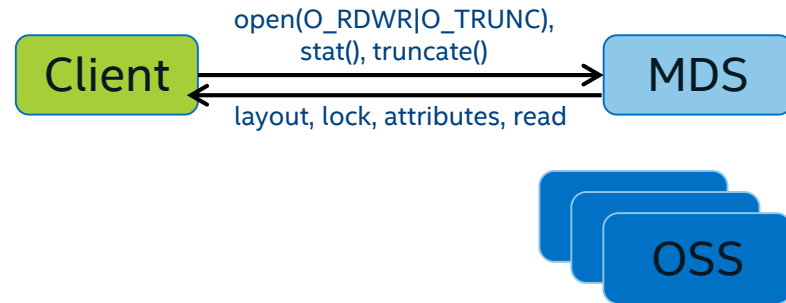 open(O_RDWR|O_TRUNC),
stat(), truncate()
Client
MDS
layout, lock, attributes, read
OSS